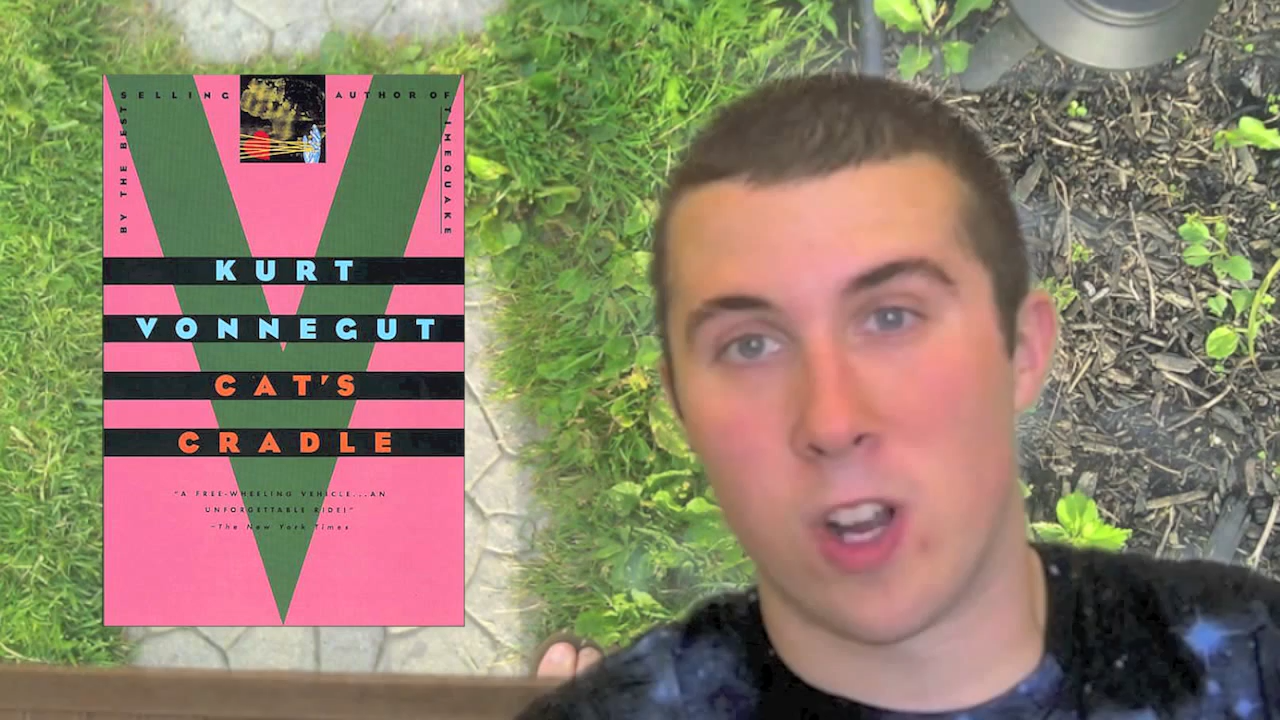 BY THE BEST SELLING AUTHOR OF TIMEQUAKE
KURT
VONNEGUT
CAT'S
CRADLE
"A FREE-WHEELING VEHICLE...AN
UNFORGETTABLE RIDE!"
—The New York Times